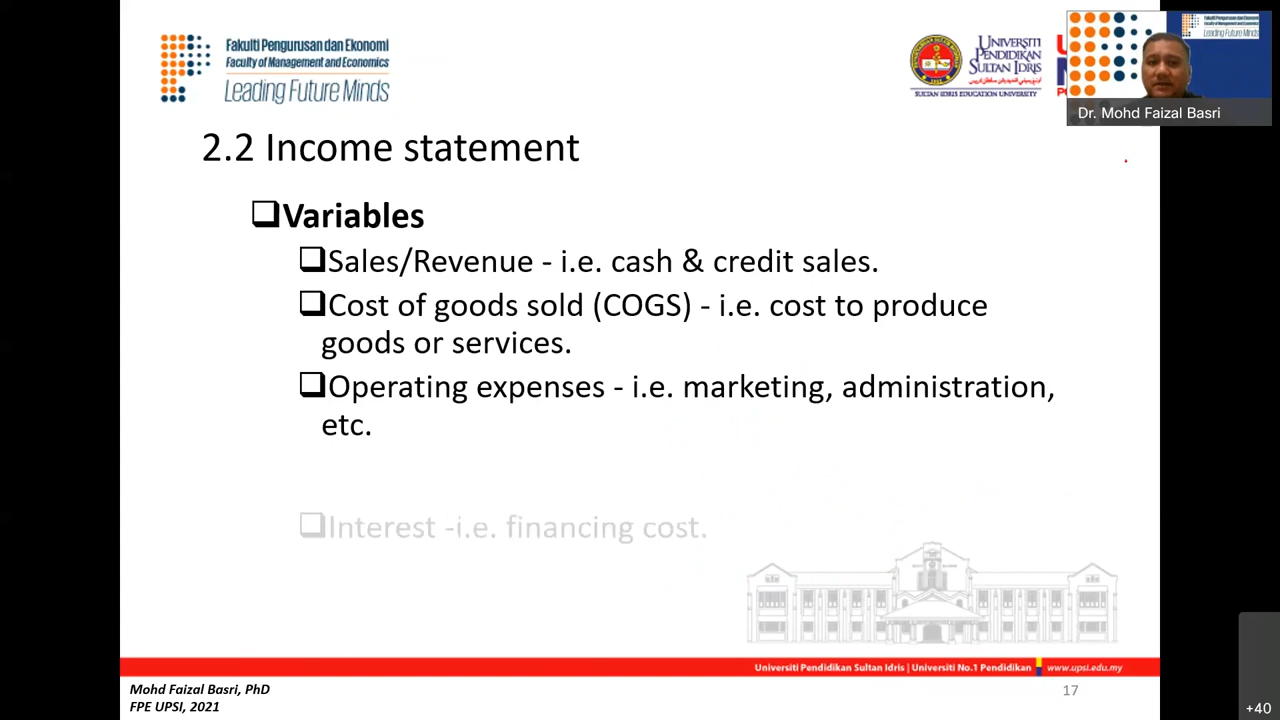 Fakulti Pengurusan dan Ekonomi
Faculty of Management and Economics
Leading Future Minds
UNIVERSITI
PENDIDIKAN
SULTAN IDRIS
SULTAN IDRIS EDUCATION UNIVERSITY
Leading Future Minds
Dr. Mohd Faizal Basri
2.2 Income statement
❑Variables
❑Sales/Revenue - i.e. cash & credit sales.
❑Cost of goods sold (COGS) - i.e. cost to produce
goods or services.
❑Operating expenses - i.e. marketing, administration,
etc.
❑Interest -i.e. financing cost.
Universiti Pendidikan Sultan Idris | Universiti No.1 Pendidikan | www.upsi.edu.my
Mohd Faizal Basri, PhD
FPE UPSI, 2021
17
+40